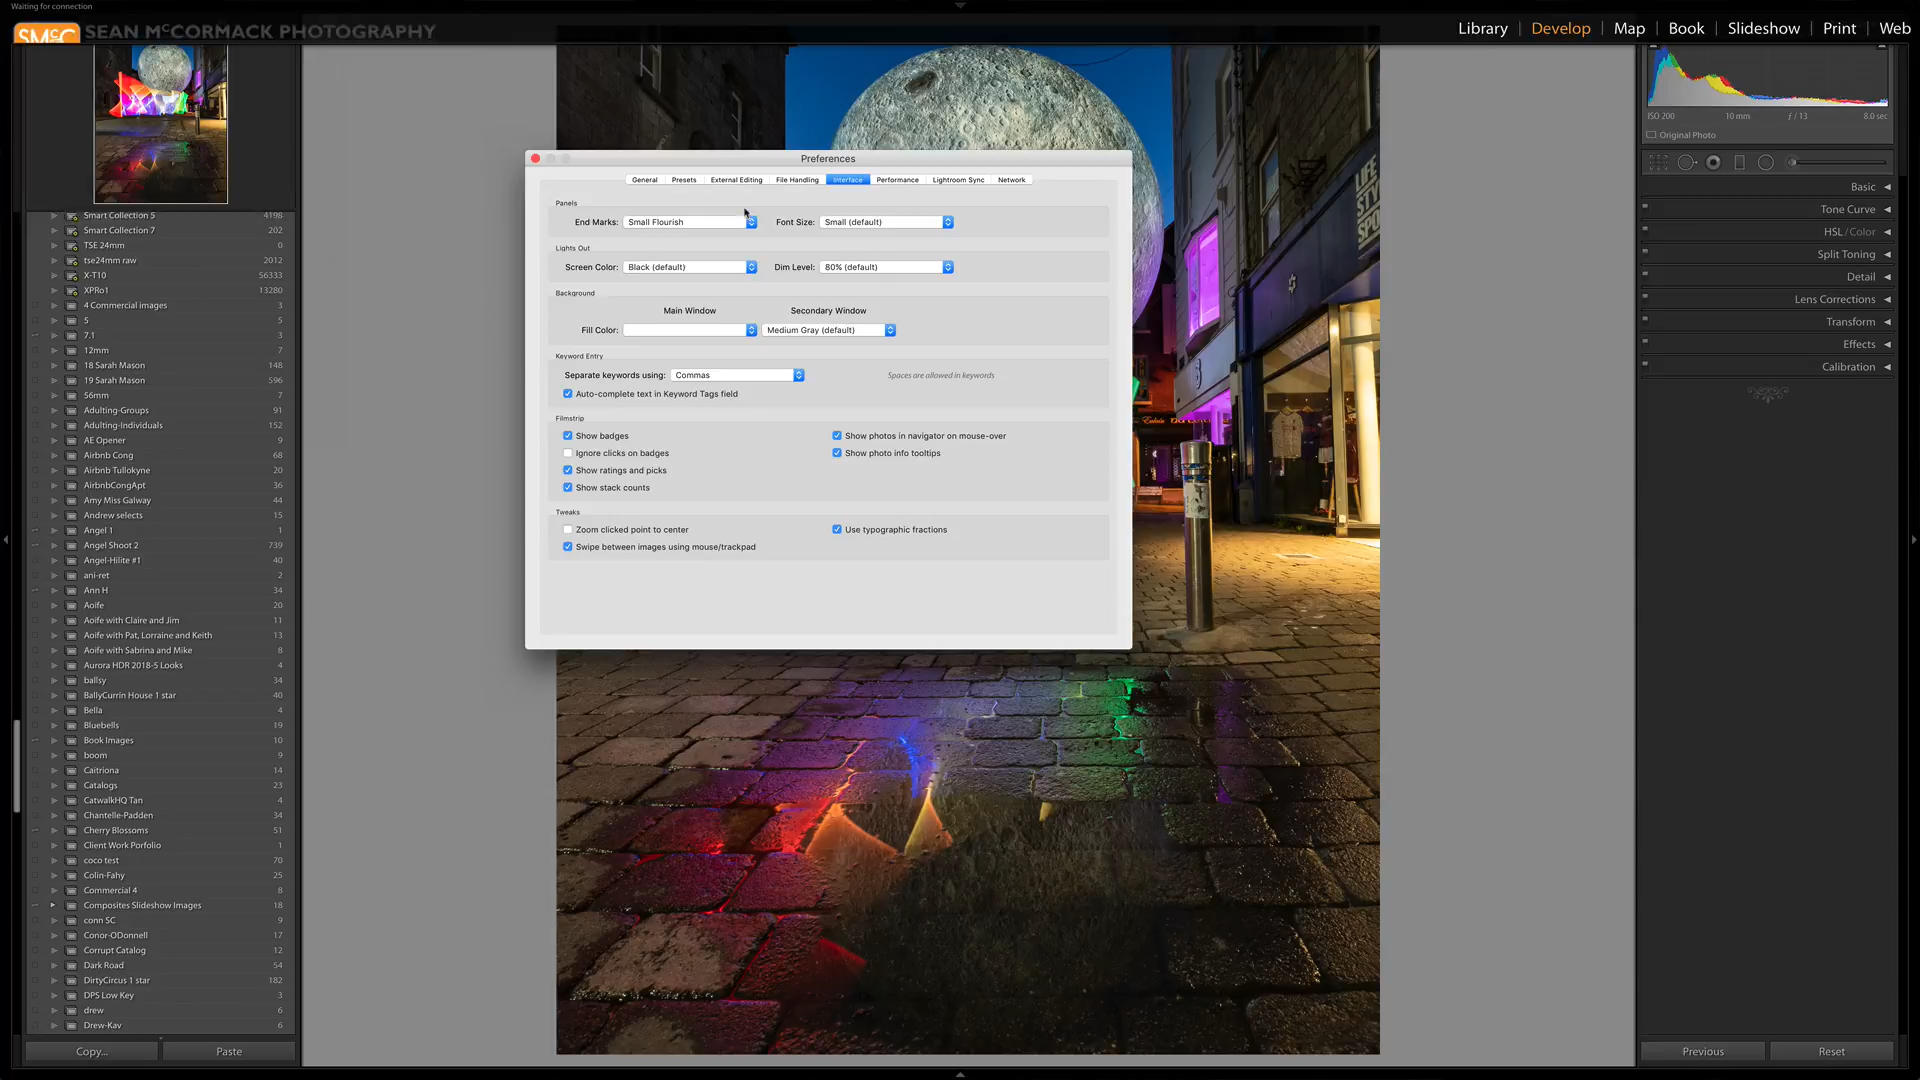 Waiting for connection
SMcC SEAN McCORMACK PHOTOGRAPHY
Library | Develop | Map | Book | Slideshow | Print | Web
Smart Collection 5 4198
Smart Collection 7 202
TSE 24mm 0
tse24mm raw 2012
X-T10 56333
XPRo1 13280
4 Commercial images 3
5 5
7.1 3
12mm 7
18 Sarah Mason 148
19 Sarah Mason 596
56mm 7
Adulting-Groups 91
Adulting-Individuals 152
AE Opener 9
Airbnb Cong 68
Airbnb Tullokyne 20
AirbnbCongApt 36
Amy Miss Galway 44
Andrew selects 15
Angel 1 1
Angel Shoot 2 739
Angel-Hilite #1 40
ani-ret 2
Ann H 34
Aoife 20
Aoife with Claire and Jim 11
Aoife with Pat, Lorraine and Keith 13
Aoife with Sabrina and Mike 8
Aurora HDR 2018-5 Looks 4
ballsy 34
BallyCurrin House 1 star 40
Bella 4
Bluebells 19
Book Images 10
boom 9
Caitriona 14
Catalogs 23
CatwalkHQ Tan 4
Chantelle-Padden 34
Cherry Blossoms 51
Client Work Porfolio 1
coco test 70
Colin-Fahy 25
Commercial 4 8
Composites Slideshow Images 18
conn SC 9
Conor-ODonnell 17
Corrupt Catalog 12
Dark Road 54
DirtyCircus 1 star 182
DPS Low Key 3
drew 6
Drew-Kav 6
Copy... Paste
Preferences
General Presets External Editing File Handling Interface Performance Lightroom Sync Network
Panels
End Marks: Small Flourish Font Size: Small (default)
Lights Out
Screen Color: Black (default) Dim Level: 80% (default)
Background
Main Window Secondary Window
Fill Color: Medium Gray (default)
Keyword Entry
Separate keywords using: Commas Spaces are allowed in keywords
Auto-complete text in Keyword Tags field
Filmstrip
Show badges Show photos in navigator on mouse-over
Ignore clicks on badges Show photo info tooltips
Show ratings and picks
Show stack counts
Tweaks
Zoom clicked point to center Use typographic fractions
Swipe between images using mouse/trackpad
LIFE
STYLE
SPORTS
ISO 200 10 mm ƒ / 13 8.0 sec
Original Photo
Basic
Tone Curve
HSL / Color
Split Toning
Detail
Lens Corrections
Transform
Effects
Calibration
Previous Reset